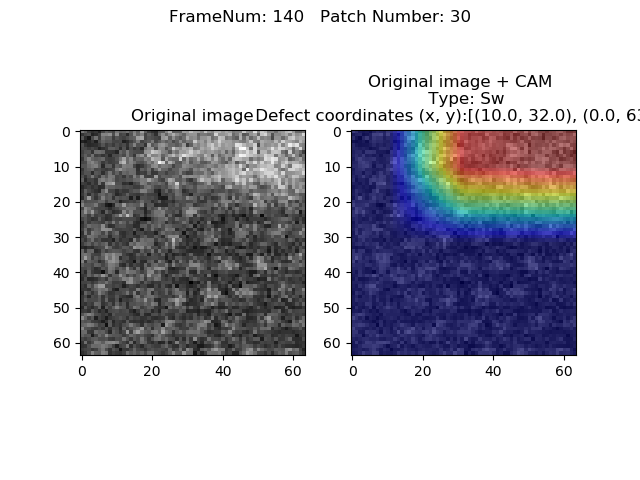 FrameNum: 140   Patch Number: 30
Original image + CAM
Type: Sw
Original image
Defect coordinates (x, y):[(10.0, 32.0), (0.0, 63
0
10
20
30
40
50
60
0 20 40 60
0
10
20
30
40
50
60
0 20 40 60